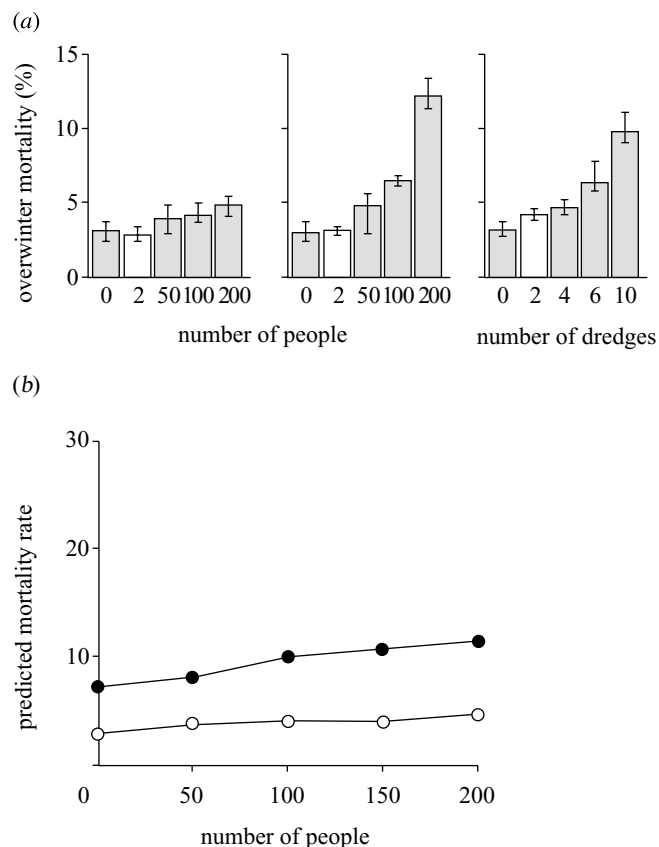 (a)
overwinter mortality (%)
15
10
5
0
0 2 50 100 200
0 2 50 100 200
0 2 4 6 10
number of people
number of dredges
(b)
predicted mortality rate
30
20
10
0 50 100 150 200
number of people